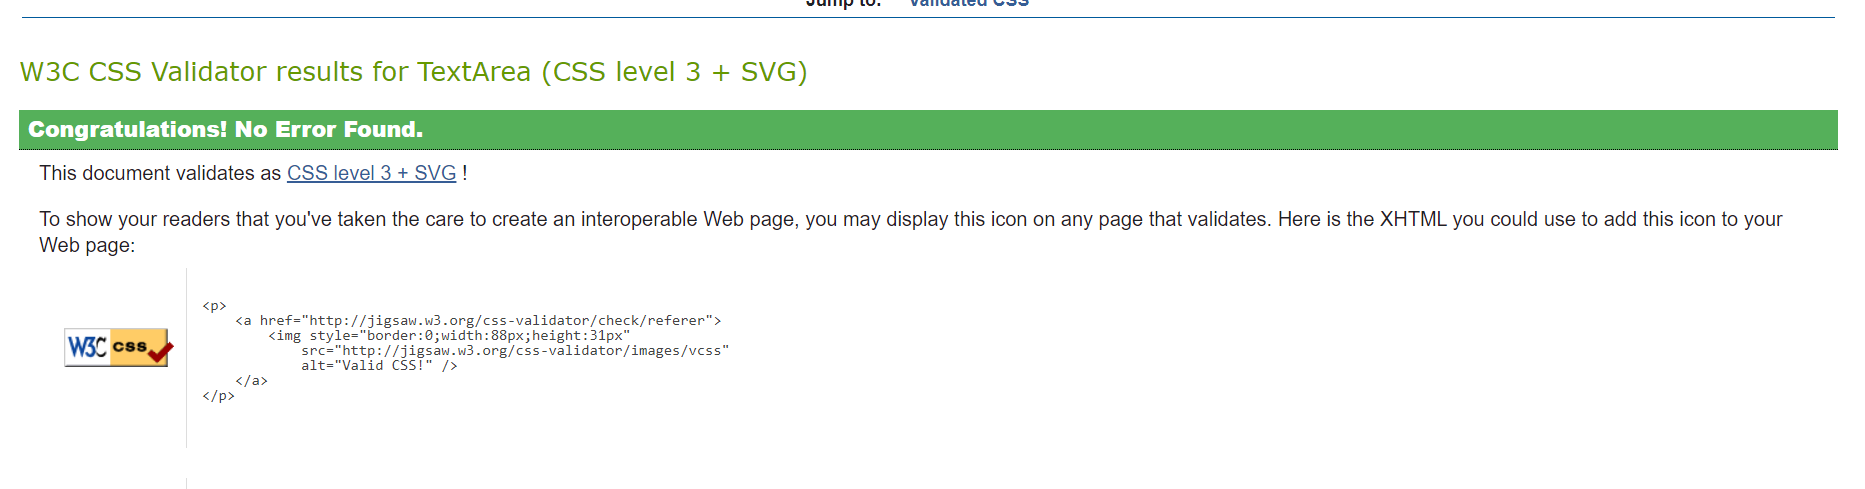 Jump to: Validated CSS
W3C CSS Validator results for TextArea (CSS level 3 + SVG)
Congratulations! No Error Found.
This document validates as CSS level 3 + SVG !
To show your readers that you've taken the care to create an interoperable Web page, you may display this icon on any page that validates. Here is the XHTML you could use to add this icon to your
Web page:
<p>
    <a href="http://jigsaw.w3.org/css-validator/check/referer">
        <img style="border:0;width:88px;height:31px"
            src="http://jigsaw.w3.org/css-validator/images/vcss"
            alt="Valid CSS!" />
    </a>
</p>
W3C css